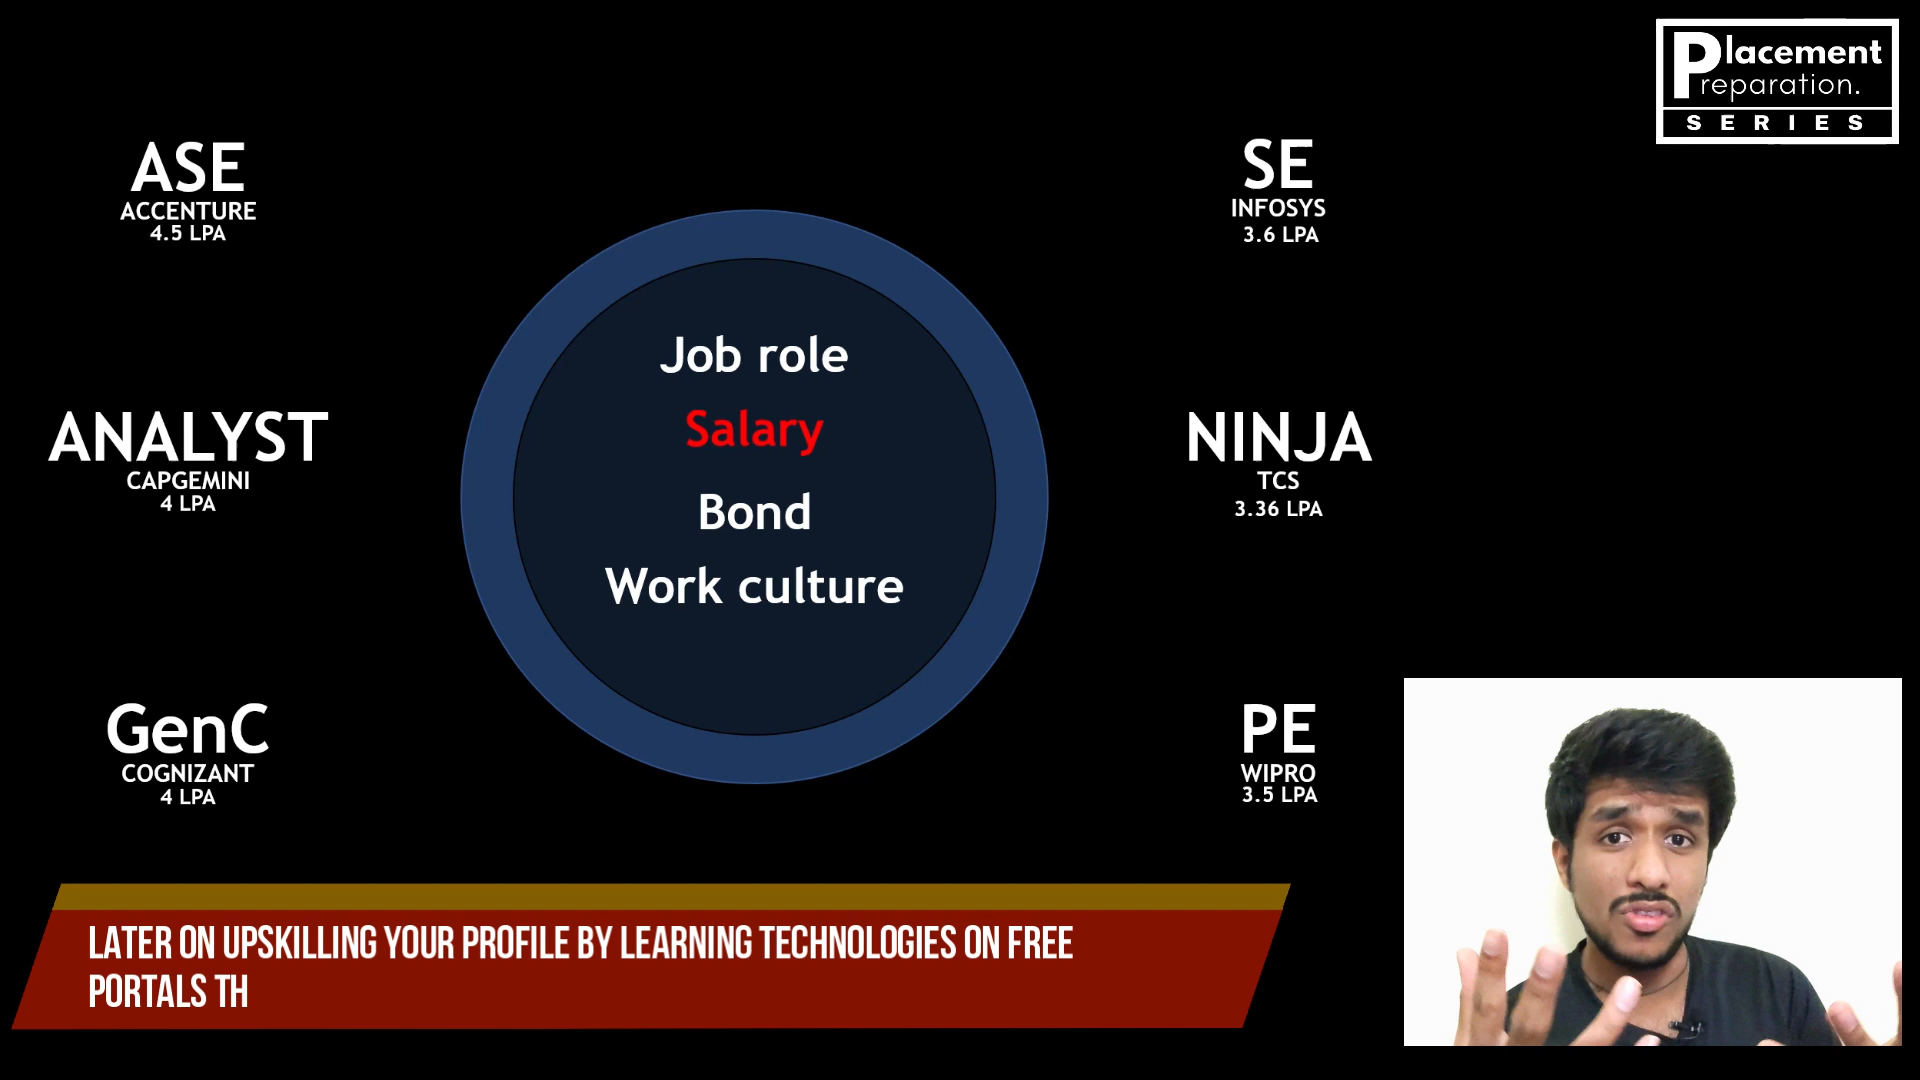 Placement
Preparation.
SERIES
ASE
ACCENTURE
4.5 LPA
SE
INFOSYS
3.6 LPA
Job role
Salary
Bond
Work culture
ANALYST
CAPGEMINI
4 LPA
NINJA
TCS
3.36 LPA
GenC
COGNIZANT
4 LPA
PE
WIPRO
3.5 LPA
LATER ON UPSKILLING YOUR PROFILE BY LEARNING TECHNOLOGIES ON FREE
PORTALS TH